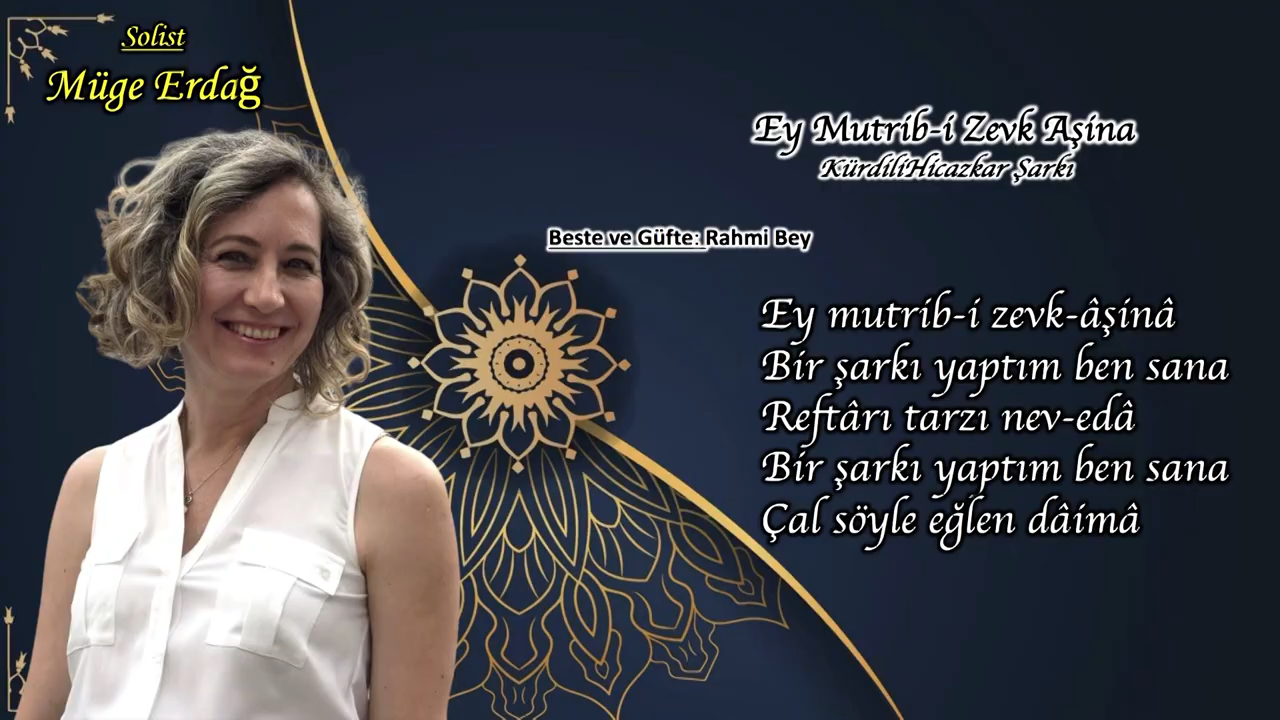 Solist
Müge Erdağ
Ey Mutrib-i Zevk Aşina
KürdiliHicazkar Şarkı
Beste ve Güfte: Rahmi Bey
Ey mutrib-i zevk-âşinâ
Bir şarkı yaptım ben sana
Reftârı tarzı nev-edâ
Bir şarkı yaptım ben sana
Çal söyle eğlen dâimâ